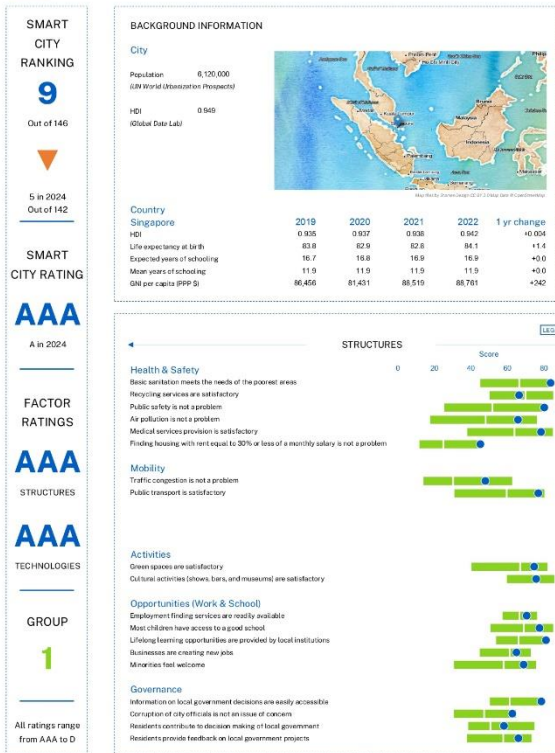 SMART
CITY
RANKING
9
Out of 146
5 in 2024
Out of 142
SMART
CITY RATING
AAA
A in 2024
FACTOR
RATINGS
AAA
STRUCTURES
AAA
TECHNOLOGIES
GROUP
1
All ratings range
from AAA to D
BACKGROUND INFORMATION
City
Population 6,120,000
(UN World Urbanization Prospects)
HDI 0.949
(Global Data Lab)
Brunei
Malaysia
Indonesia
Palembang
Country
Singapore 2019 2020 2021 2022 1 yr change
HDI 0.935 0.937 0.938 0.942 +0.004
Life expectancy at birth 83.8 82.9 82.8 84.1 +1.4
Expected years of schooling 16.7 16.8 16.9 16.9 +0.0
Mean years of schooling 11.9 11.9 11.9 11.9 +0.0
GNI per capita (PPP $) 86,456 81,431 88,519 88,761 +242
LEG
STRUCTURES
Score
0 20 40 60 80
Health & Safety
Basic sanitation meets the needs of the poorest areas
Recycling services are satisfactory
Public safety is not a problem
Air pollution is not a problem
Medical services provision is satisfactory
Finding housing with rent equal to 30% or less of a monthly salary is not a problem
Mobility
Traffic congestion is not a problem
Public transport is satisfactory
Activities
Green spaces are satisfactory
Cultural activities (shows, bars, and museums) are satisfactory
Opportunities (Work & School)
Employment finding services are readily available
Most children have access to a good school
Lifelong learning opportunities are provided by local institutions
Businesses are creating new jobs
Minorities feel welcome
Governance
Information on local government decisions are easily accessible
Corruption of city officials is not an issue of concern
Residents contribute to decision making of local government
Residents provide feedback on local government projects